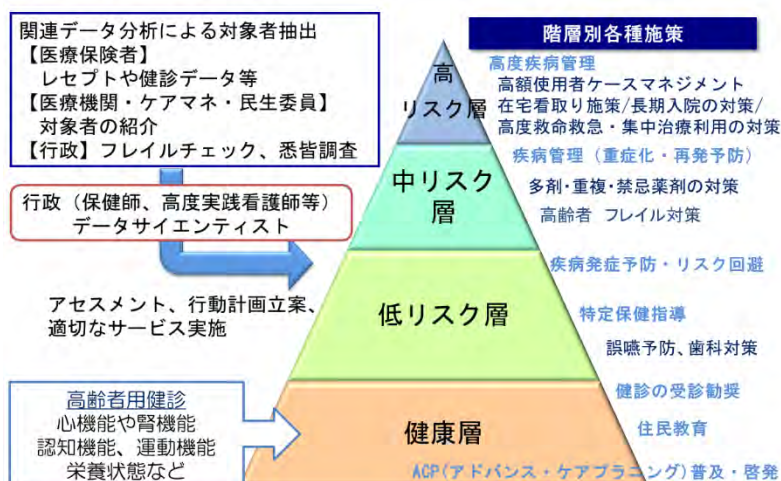 関連データ分析による対象者抽出
【医療保険者】
レセプトや健診データ等
【医療機関・ケアマネ・民生委員】
対象者の紹介
【行政】フレイルチェック、悉皆調査
行政（保健師、高度実践看護師等）
データサイエンティスト
アセスメント、行動計画立案、
適切なサービス実施
高齢者用健診
心機能や腎機能
認知機能、運動機能
栄養状態など
高
リスク層
中リスク
層
低リスク層
健康層
階層別各種施策
高度疾病管理
高額使用者ケースマネジメント
在宅看取り施策/長期入院の対策/
高度救命救急・集中治療利用の対策
疾病管理（重症化・再発予防）
多剤・重複・禁忌薬剤の対策
高齢者 フレイル対策
疾病発症予防・リスク回避
特定保健指導
誤嚥予防、歯科対策
健診の受診勧奨
住民教育
ACP(アドバンス・ケアプラニング)普及・啓発